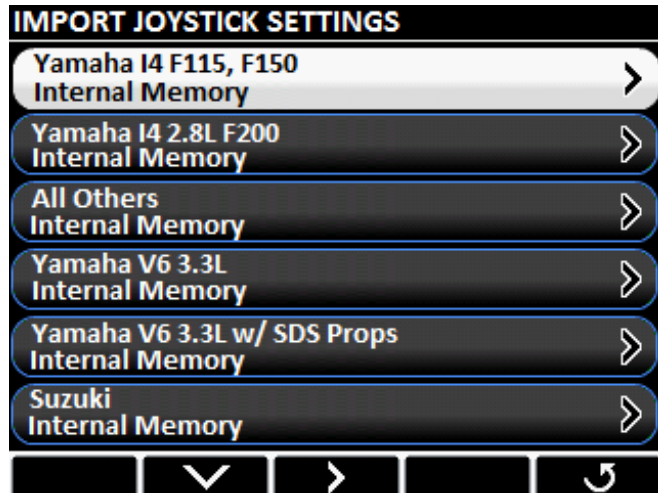 IMPORT JOYSTICK SETTINGS
Yamaha I4 F115, F150
Internal Memory
Yamaha I4 2.8L F200
Internal Memory
All Others
Internal Memory
Yamaha V6 3.3L
Internal Memory
Yamaha V6 3.3L w/ SDS Props
Internal Memory
Suzuki
Internal Memory